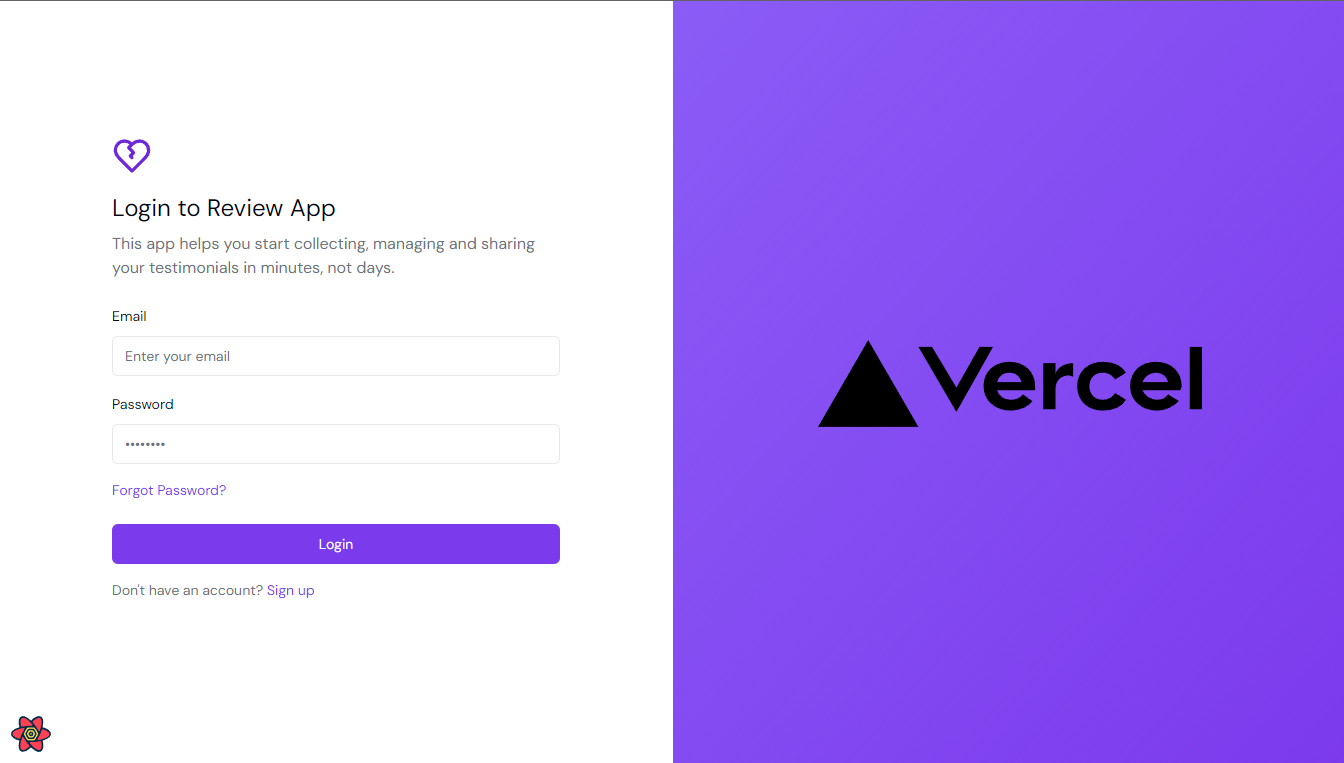 Login to Review App
This app helps you start collecting, managing and sharing
your testimonials in minutes, not days.
Email
Enter your email
Password
••••••••
Forgot Password?
Login
Don't have an account? Sign up
Vercel